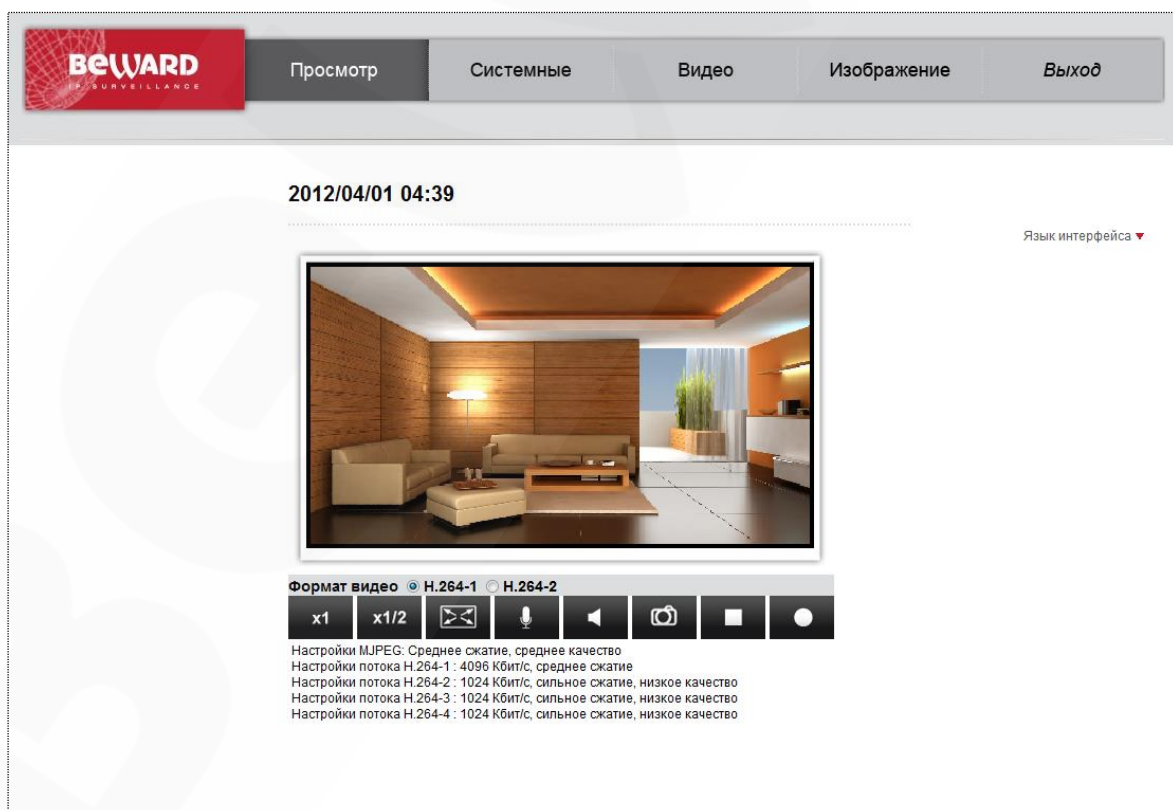 BEWARD
IP SURVEILLANCE
Просмотр Системные Видео Изображение Выход
2012/04/01 04:39
Язык интерфейса
Формат видео H.264-1 H.264-2
x1 x1/2
Настройки MJPEG: Среднее сжатие, среднее качество
Настройки потока H.264-1 : 4096 Кбит/с, среднее сжатие
Настройки потока H.264-2 : 1024 Кбит/с, сильное сжатие, низкое качество
Настройки потока H.264-3 : 1024 Кбит/с, сильное сжатие, низкое качество
Настройки потока H.264-4 : 1024 Кбит/с, сильное сжатие, низкое качество